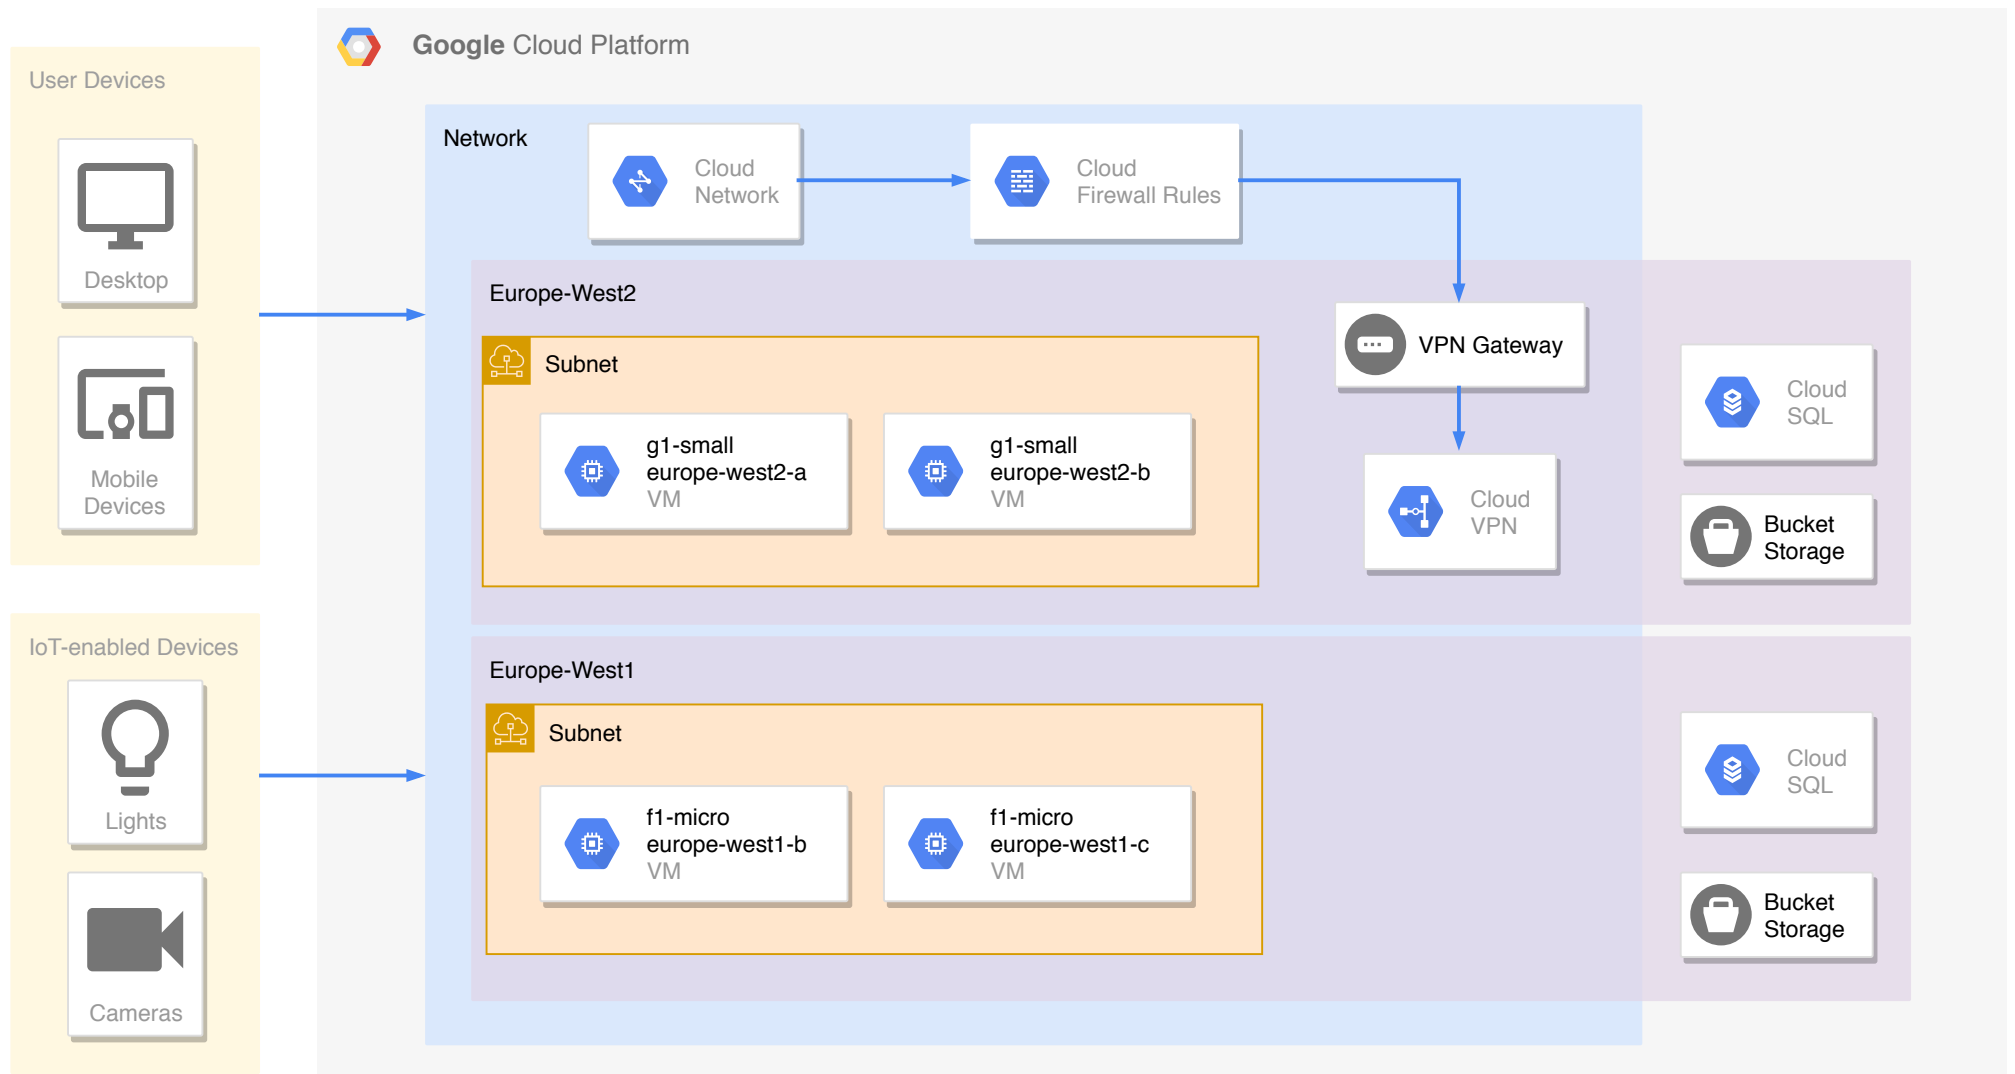 Google Cloud Platform
User Devices
Desktop
Mobile
Devices
IoT-enabled Devices
Lights
Cameras
Network
Cloud
Network
Cloud
Firewall Rules
Europe-West2
Subnet
g1-small
europe-west2-a
VM
g1-small
europe-west2-b
VM
VPN Gateway
Cloud
VPN
Cloud
SQL
Bucket
Storage
Europe-West1
Subnet
f1-micro
europe-west1-b
VM
f1-micro
europe-west1-c
VM
Cloud
SQL
Bucket
Storage